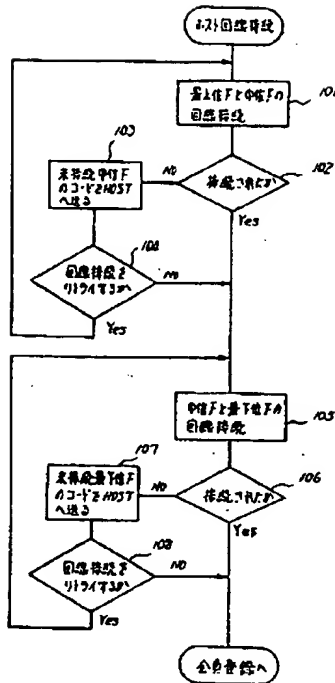 ホスト回線接続
最上位Fと中位Fの
回線接続
101
接続されたか
102
NO
Yes
103
未接続中位F
のコードをHOST
へ送る
回線接続を
リトライするか
No
Yes
中位Fと最下位Fの
回線接続
105
接続されたか
106
NO
Yes
107
未接続最下位F
のコードをHOST
へ送る
回線接続を
リトライするか
108
NO
Yes
会員登録へ